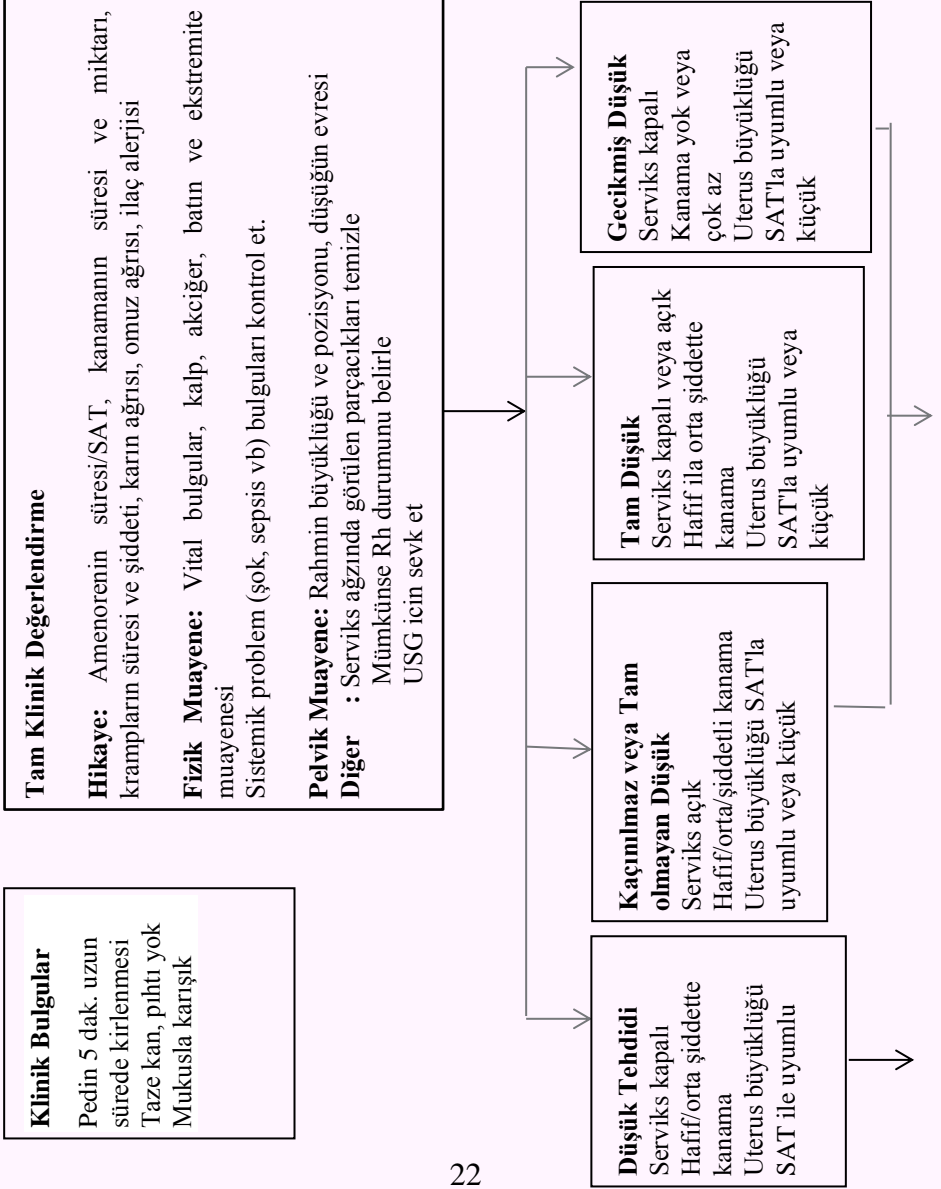 Klinik Bulgular
Pedin 5 dak. uzun
sürede kirlenmesi
Taze kan, pıhtı yok
Mukusla karışık
Tam Klinik Değerlendirme
Hikaye: Amenorenin süresi/SAT, kanamanın süresi ve miktarı,
krampların süresi ve şiddeti, karın ağrısı, omuz ağrısı, ilaç alerjisi
Fizik Muayene: Vital bulgular, kalp, akciğer, batın ve ekstremite
muayenesi
Sistemik problem (şok, sepsis vb) bulguları kontrol et.
Pelvik Muayene: Rahmin büyüklüğü ve pozisyonu, düşüğün evresi
Diğer : Serviks ağzında görülen parçacıkları temizle
Mümkünse Rh durumunu belirle
USG icin sevk et
Düşük Tehdidi
Serviks kapalı
Hafif/orta şiddette
kanama
Uterus büyüklüğü
SAT ile uyumlu
Kaçınılmaz veya Tam
olmayan Düşük
Serviks açık
Hafif/orta/şiddetli kanama
Uterus büyüklüğü SAT'la
uyumlu veya küçük
Tam Düşük
Serviks kapalı veya açık
Hafif ila orta şiddette
kanama
Uterus büyüklüğü
SAT'la uyumlu veya
küçük
Gecikmiş Düşük
Serviks kapalı
Kanama yok veya
çok az
Uterus büyüklüğü
SAT'la uyumlu veya
küçük
22